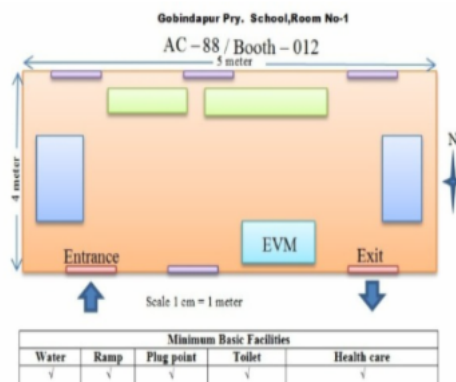 Gobindapur Pry. School,Room No-1
AC – 88 / Booth – 012
5 meter
4 meter
N
EVM
Entrance
Exit
Scale 1 cm = 1 meter
Minimum Basic Facilities
Water Ramp Plug point Toilet Health care
√ √ √ √ √